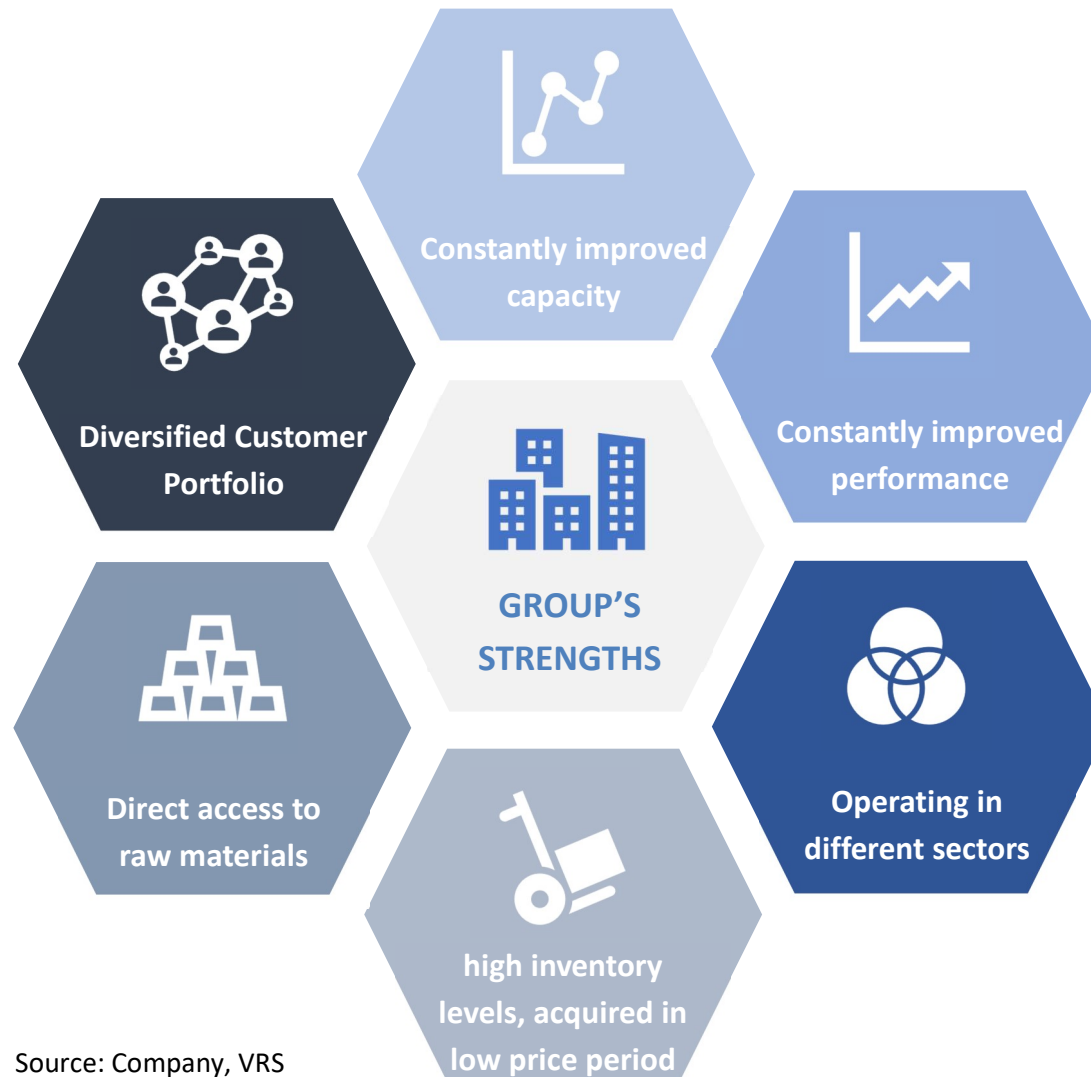 Constantly improved
capacity
Diversified Customer
Portfolio
Constantly improved
performance
GROUP’S
STRENGTHS
Direct access to
raw materials
Operating in
different sectors
high inventory
levels, acquired in
low price period
Source: Company, VRS